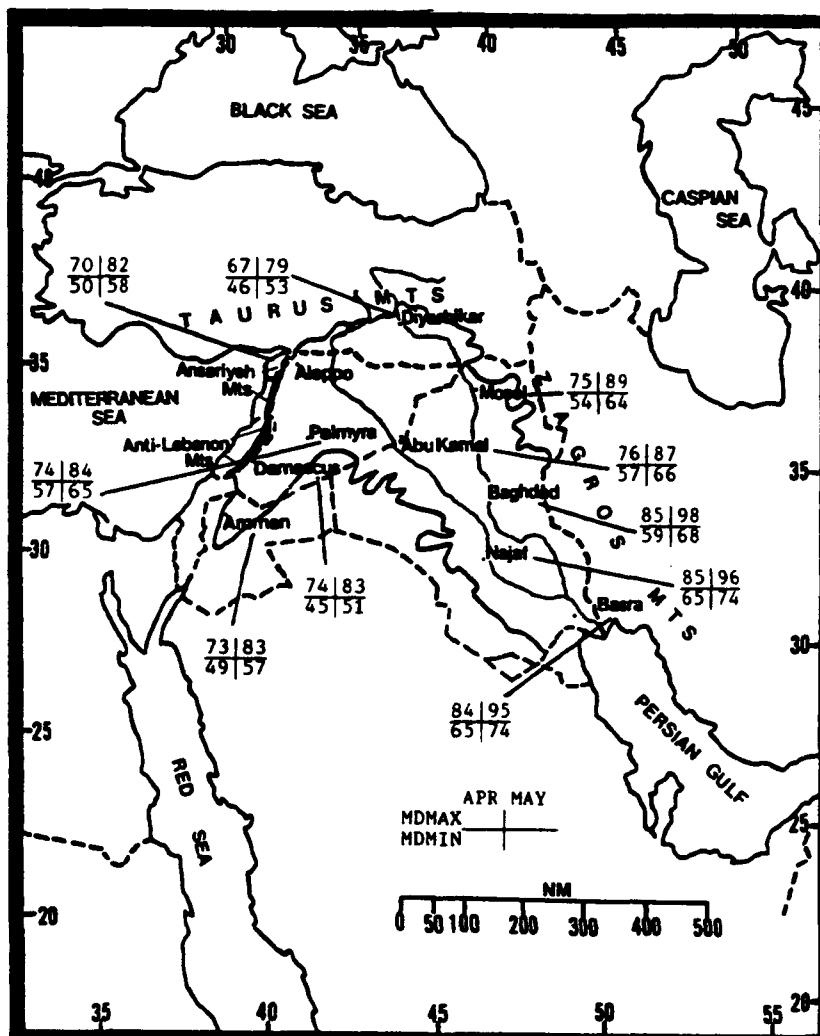 30 35 40 45 50
BLACK SEA
45
40
CASPIAN
SEA
70|82
50|58
67|79
46|53
40
TAURUS MTS
Diyarbikar
35
Ansariyeh
Mts.
Aleppo
Mosul
75|89
54|64
MEDITERRANEAN
SEA
ZAGROS MTS
Anti-Lebanon
Mts.
Palmyra
Abu Kamal
76|87
57|66
35
74|84
57|65
Damascus
Baghdad
85|98
59|68
Amman
30
Najaf
74|83
45|51
85|96
65|74
Basra
73|83
49|57
30
84|95
65|74
PERSIAN GULF
25
RED
SEA
APR MAY
MDMAX
MDMIN
25
NM
0 50 100 200 300 400 500
20
20
35 40 45 50 55